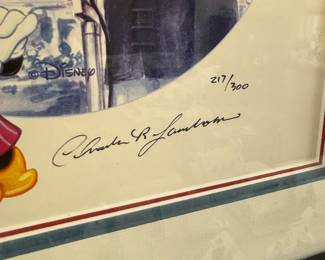 © DISNEY
217/300
Charles R.